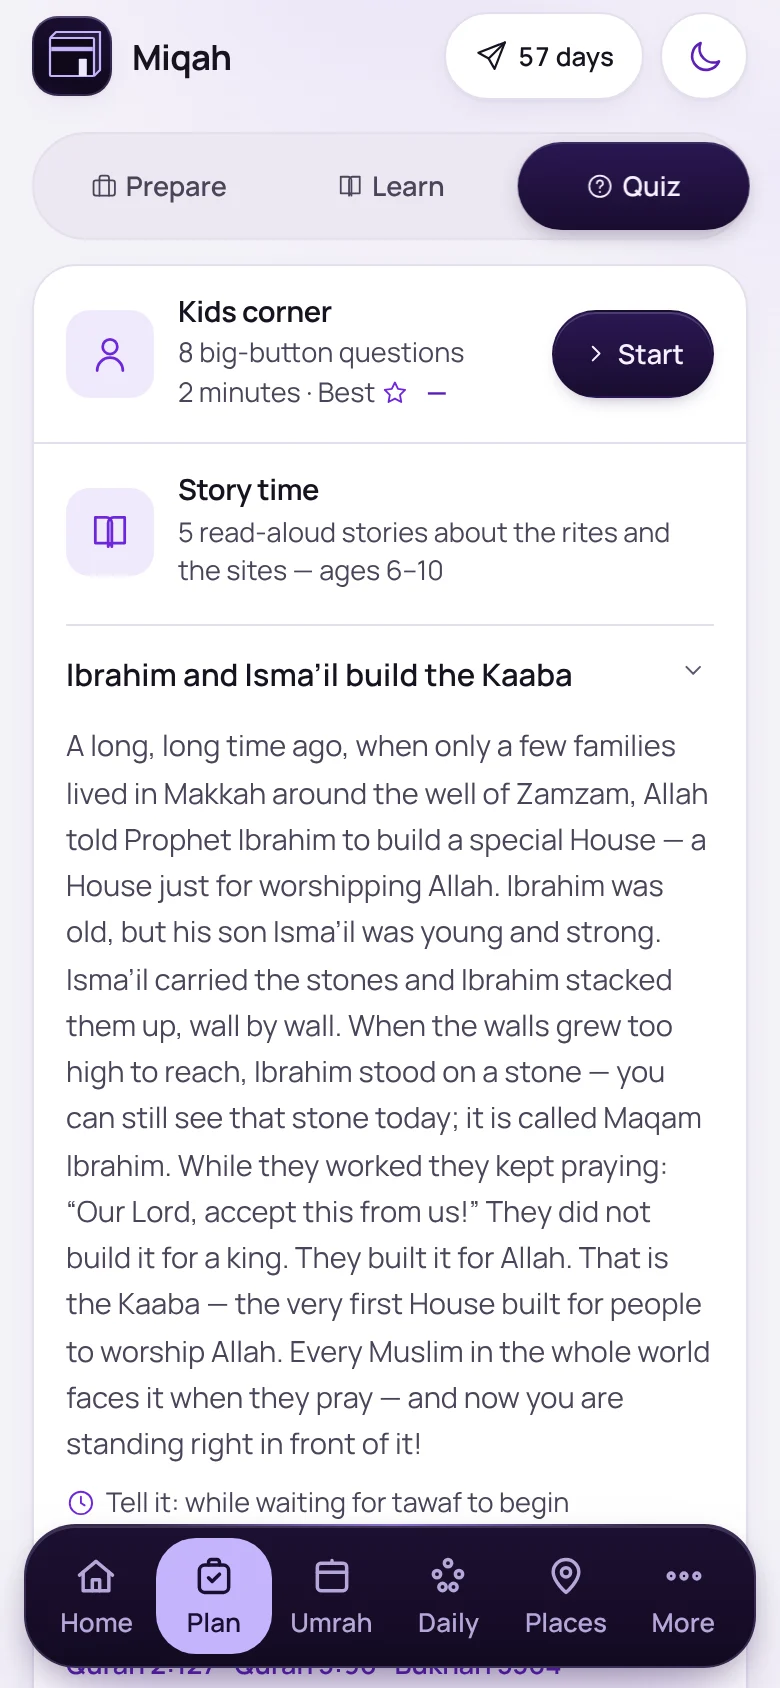 Miqah
57 days
Prepare
Learn
Quiz
Kids corner
8 big-button questions
2 minutes · Best
Start
Story time
5 read-aloud stories about the rites and
the sites — ages 6–10
Ibrahim and Isma’il build the Kaaba
A long, long time ago, when only a few families
lived in Makkah around the well of Zamzam, Allah
told Prophet Ibrahim to build a special House — a
House just for worshipping Allah. Ibrahim was
old, but his son Isma’il was young and strong.
Isma’il carried the stones and Ibrahim stacked
them up, wall by wall. When the walls grew too
high to reach, Ibrahim stood on a stone — you
can still see that stone today; it is called Maqam
Ibrahim. While they worked they kept praying:
“Our Lord, accept this from us!” They did not
build it for a king. They built it for Allah. That is
the Kaaba — the very first House built for people
to worship Allah. Every Muslim in the whole world
faces it when they pray — and now you are
standing right in front of it!
Tell it: while waiting for tawaf to begin
Home
Plan
Umrah
Daily
Places
More